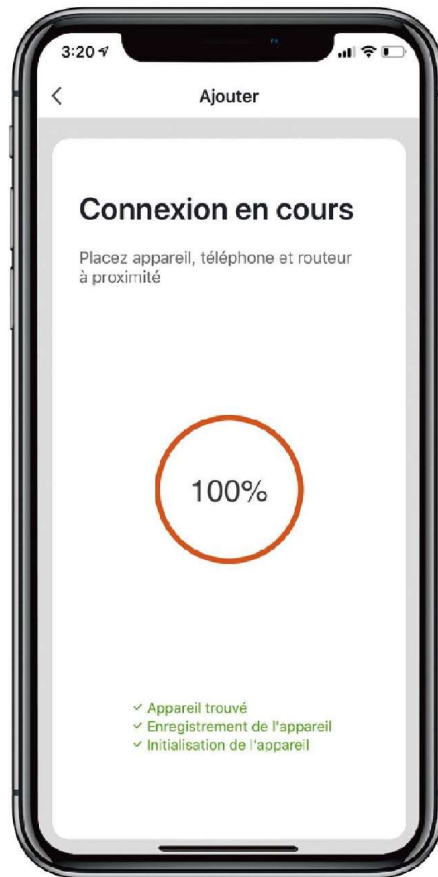 3:20
Ajouter
Connexion en cours
Placez appareil, téléphone et routeur
à proximité
100%
Appareil trouvé
Enregistrement de l'appareil
Initialisation de l'appareil